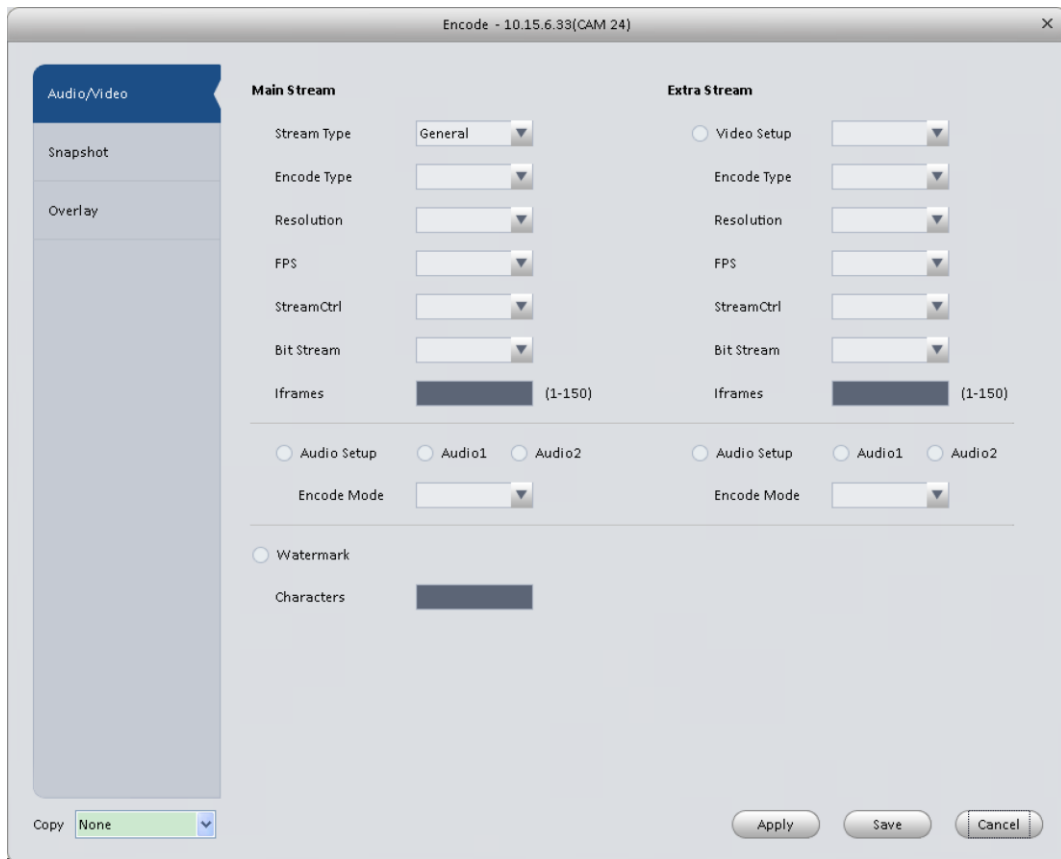 Encode - 10.15.6.33(CAM 24)
Audio/Video
Snapshot
Overlay
Main Stream
Stream Type General
Encode Type
Resolution
FPS
StreamCtrl
Bit Stream
Iframes (1-150)
Audio Setup Audio1 Audio2
Encode Mode
Watermark
Characters
Extra Stream
Video Setup
Encode Type
Resolution
FPS
StreamCtrl
Bit Stream
Iframes (1-150)
Audio Setup Audio1 Audio2
Encode Mode
Copy None
Apply Save Cancel